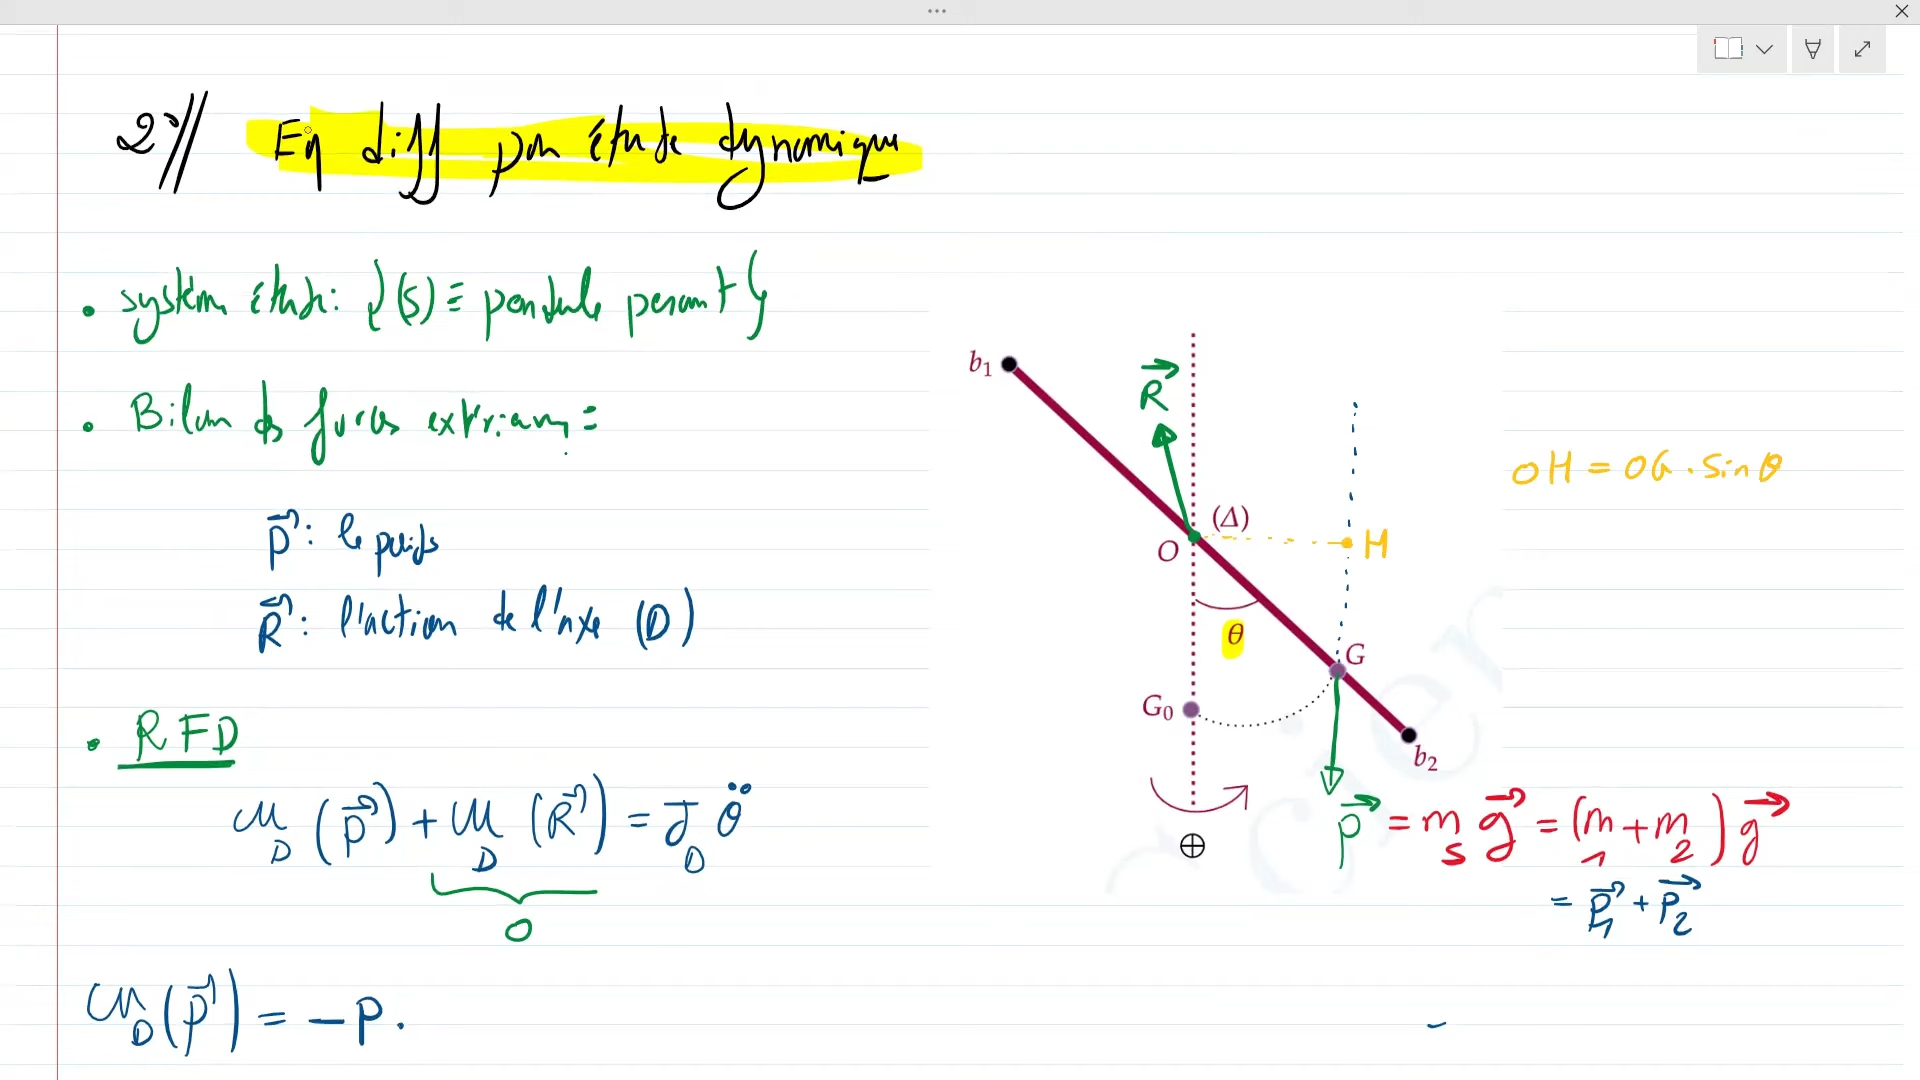 2°// Eq diff par étude dynamique
• système étudié: {(S) ≡ pendule pesant}
• Bilan des forces extérieures:
P⃗ : le poids
R⃗ : l'action de l'axe (Δ)
• RFD
M_Δ (P⃗) + M_Δ (R⃗) = J_Δ θ̈
0
M_Δ (P⃗) = - P .
b₁
R⃗
(Δ)
O
H
OH = OG . sin θ
θ
G
G₀
b₂
⊕
P⃗ = m_s g⃗ = (m₁ + m₂) g⃗
= P⃗₁ + P⃗₂
-